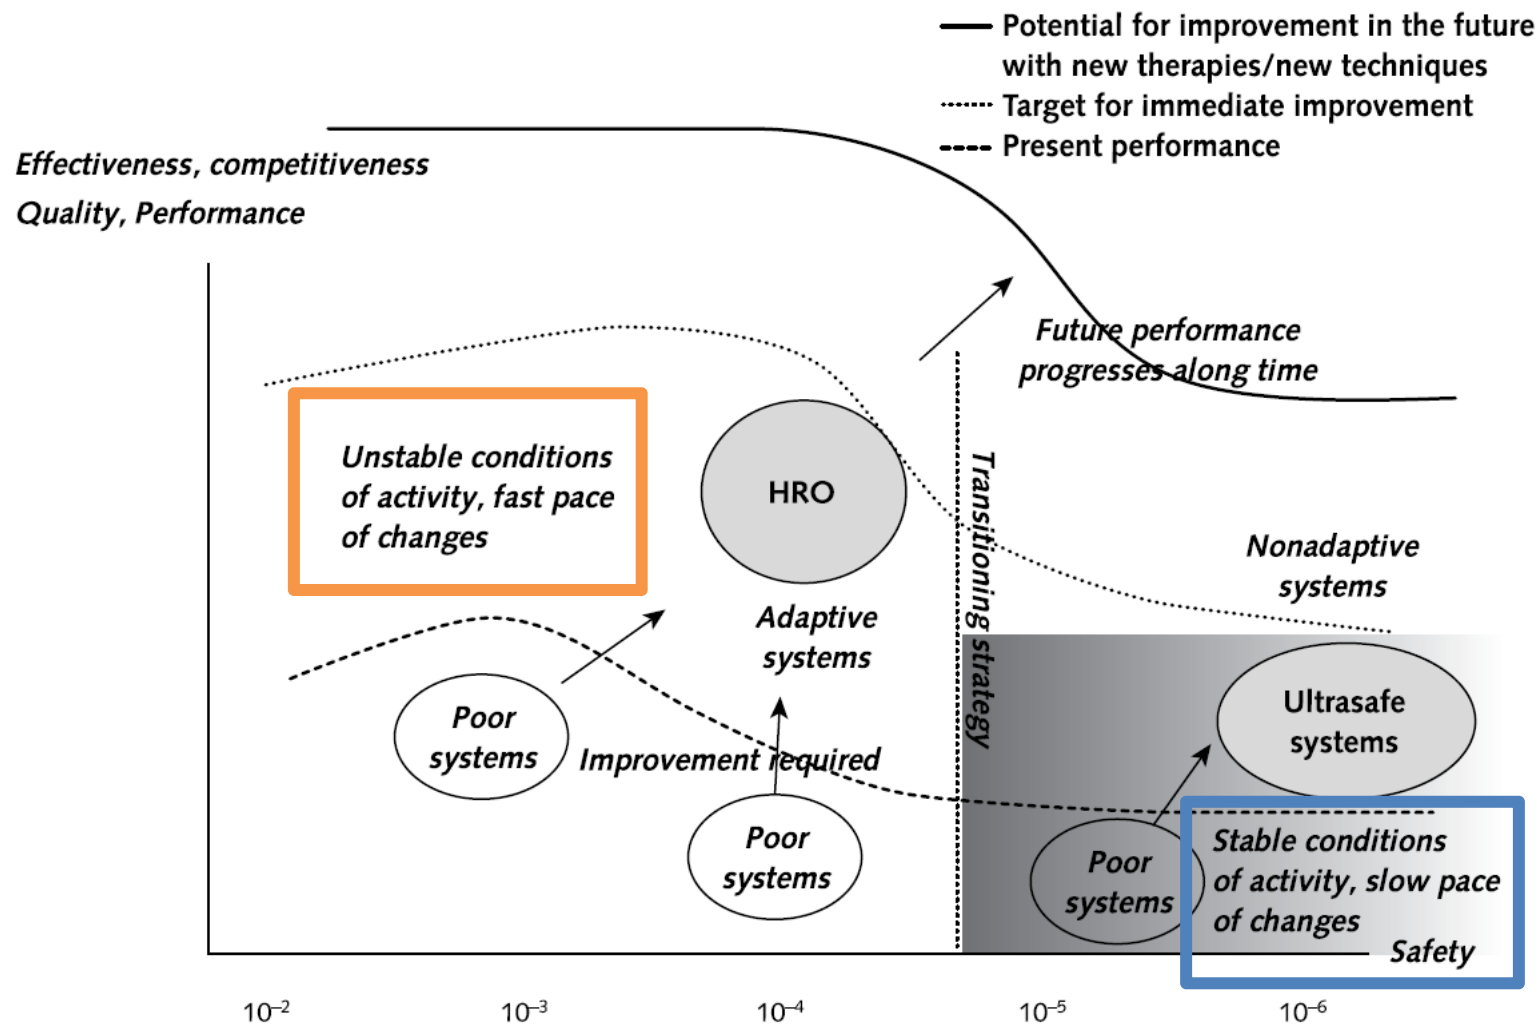 Potential for improvement in the future
with new therapies/new techniques
Target for immediate improvement
Present performance
Effectiveness, competitiveness
Quality, Performance
Future performance
progresses along time
Unstable conditions
of activity, fast pace
of changes
HRO
Transitioning strategy
Nonadaptive
systems
Adaptive
systems
Poor
systems
Improvement required
Ultrasafe
systems
Poor
systems
Poor
systems
Stable conditions
of activity, slow pace
of changes
Safety
10⁻² 10⁻³ 10⁻⁴ 10⁻⁵ 10⁻⁶